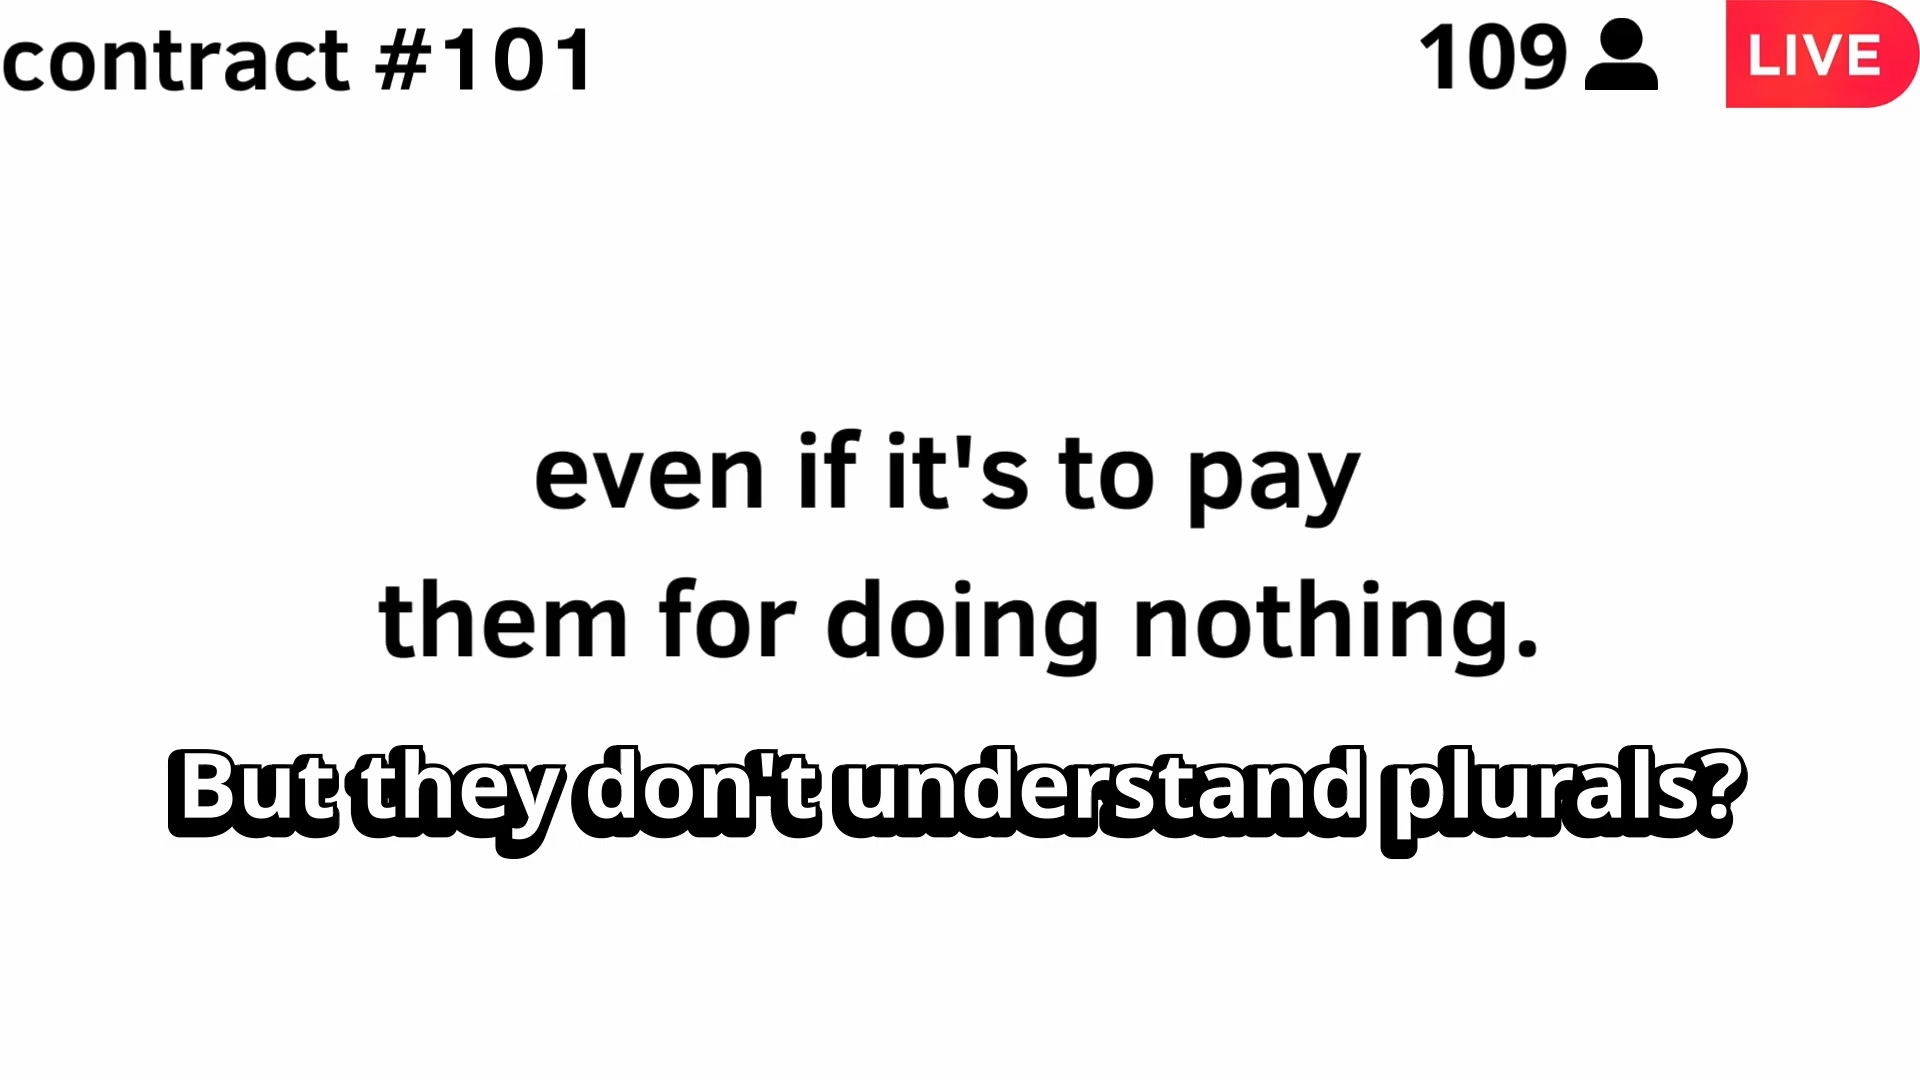 contract #101
109
LIVE
even if it's to pay
them for doing nothing.
But they don't understand plurals?